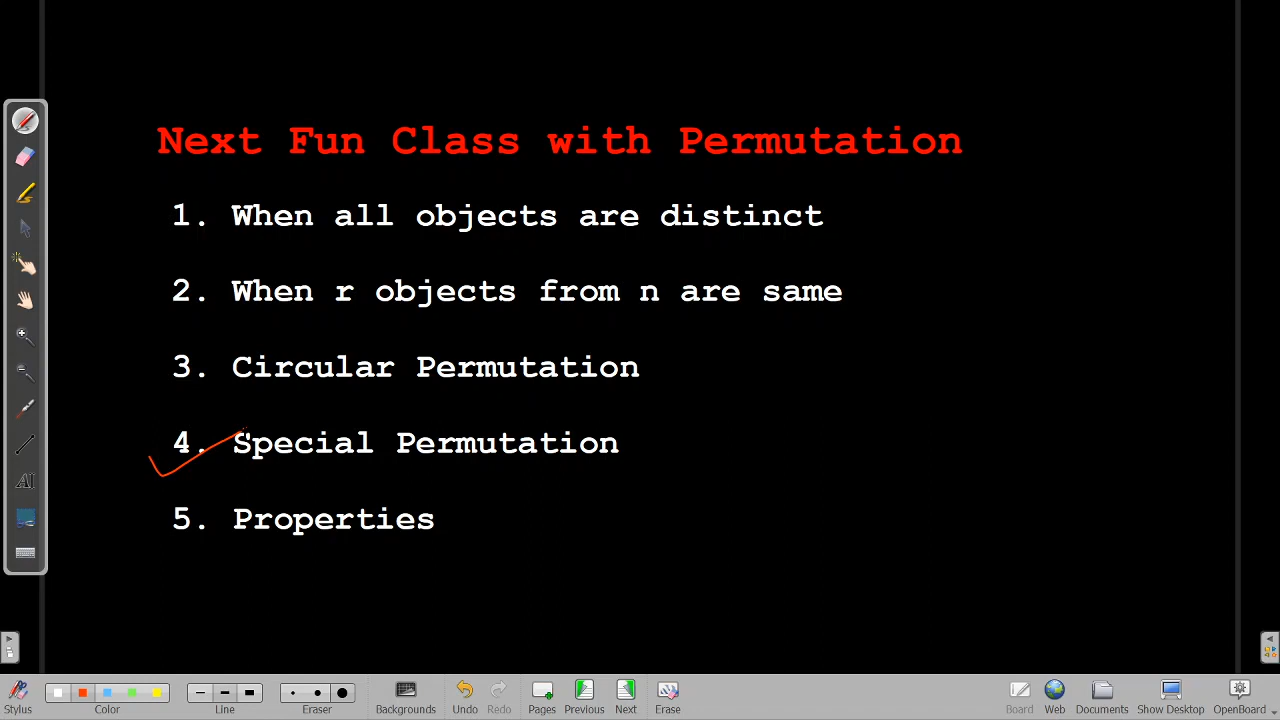 Next Fun Class with Permutation
1. When all objects are distinct
2. When r objects from n are same
3. Circular Permutation
4. Special Permutation
5. Properties
AI
Stylus Color Line Eraser Backgrounds Undo Redo Pages Previous Next Erase Board Web Documents Show Desktop OpenBoard